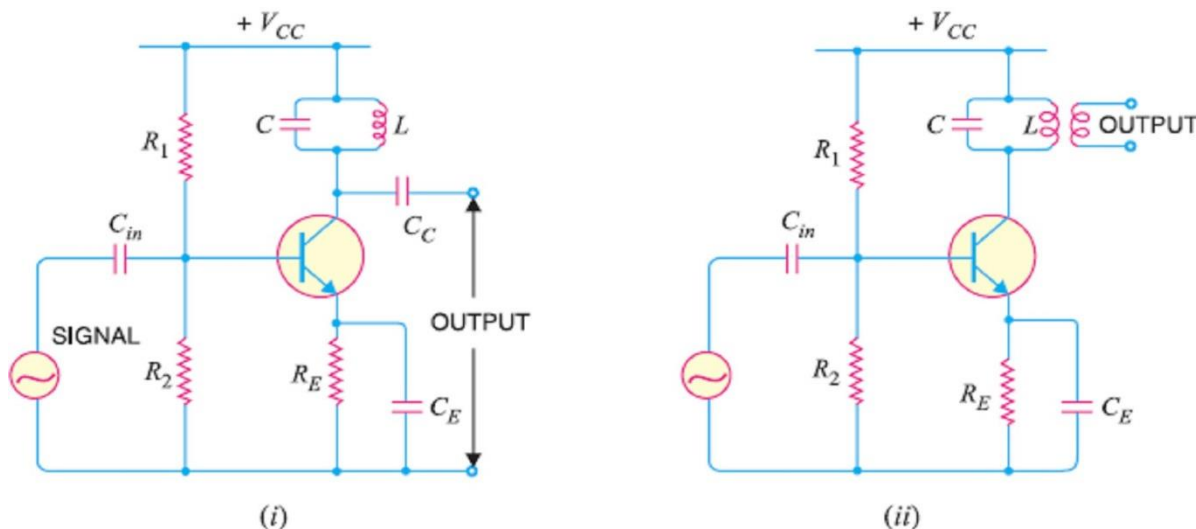 + V_CC
C
L
R_1
C_in
C_C
SIGNAL
OUTPUT
R_2
R_E
C_E
(i)
+ V_CC
C
L
OUTPUT
R_1
C_in
R_2
R_E
C_E
(ii)